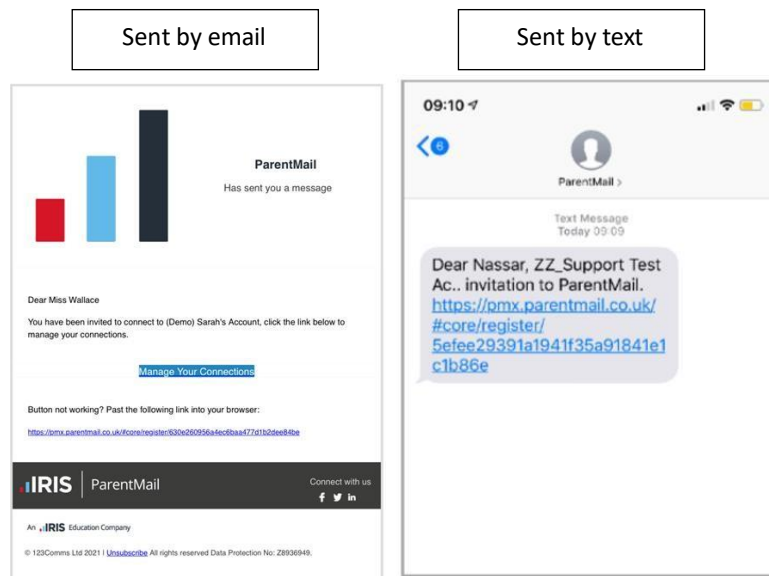 Sent by email
Sent by text
ParentMail
Has sent you a message
Dear Miss Wallace
You have been invited to connect to (Demo) Sarah's Account, click the link below to
manage your connections.
Manage Your Connections
Button not working? Past the following link into your browser:
https://pmx.parentmail.co.uk/#core/register/630e260956a4ec6baa477d1b2dee84be
IRIS ParentMail
Connect with us
An IRIS Education Company
© 123Comms Ltd 2021 | Unsubscribe All rights reserved Data Protection No: Z8936949.
09:10
6
ParentMail >
Text Message
Today 09:09
Dear Nassar, ZZ_Support Test
Ac.. invitation to ParentMail.
https://pmx.parentmail.co.uk/
#core/register/
5efee29391a1941f35a91841e1
c1b86e